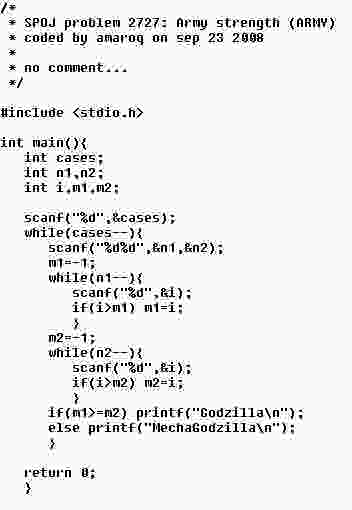 /*
 * SPOJ problem 2727: Army strength (ARMY)
 * coded by amaroq on sep 23 2008
 *
 * no comment...
 */

#include <stdio.h>

int main(){
   int cases;
   int n1,n2;
   int i,m1,m2;

   scanf("%d",&cases);
   while(cases--){
      scanf("%d%d",&n1,&n2);
      m1=-1;
      while(n1--){
         scanf("%d",&i);
         if(i>m1) m1=i;
         }
      m2=-1;
      while(n2--){
         scanf("%d",&i);
         if(i>m2) m2=i;
         }
      if(m1>=m2) printf("Godzilla\n");
      else printf("MechaGodzilla\n");
      }

   return 0;
   }